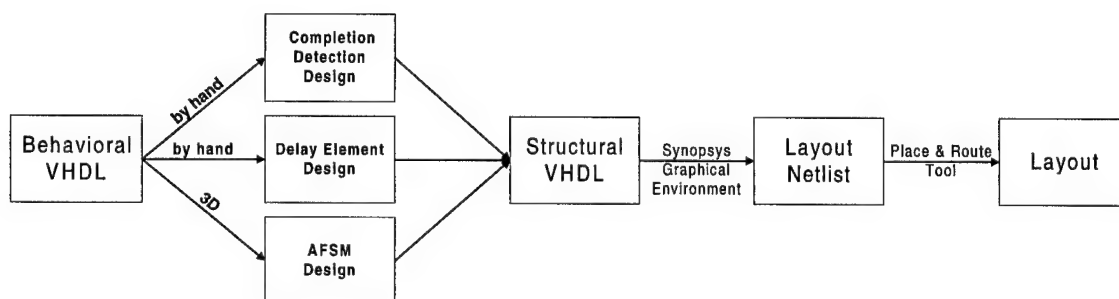 Behavioral
VHDL
by hand
by hand
3D
Completion
Detection
Design
Delay Element
Design
AFSM
Design
Structural
VHDL
Synopsys
Graphical
Environment
Layout
Netlist
Place & Route
Tool
Layout